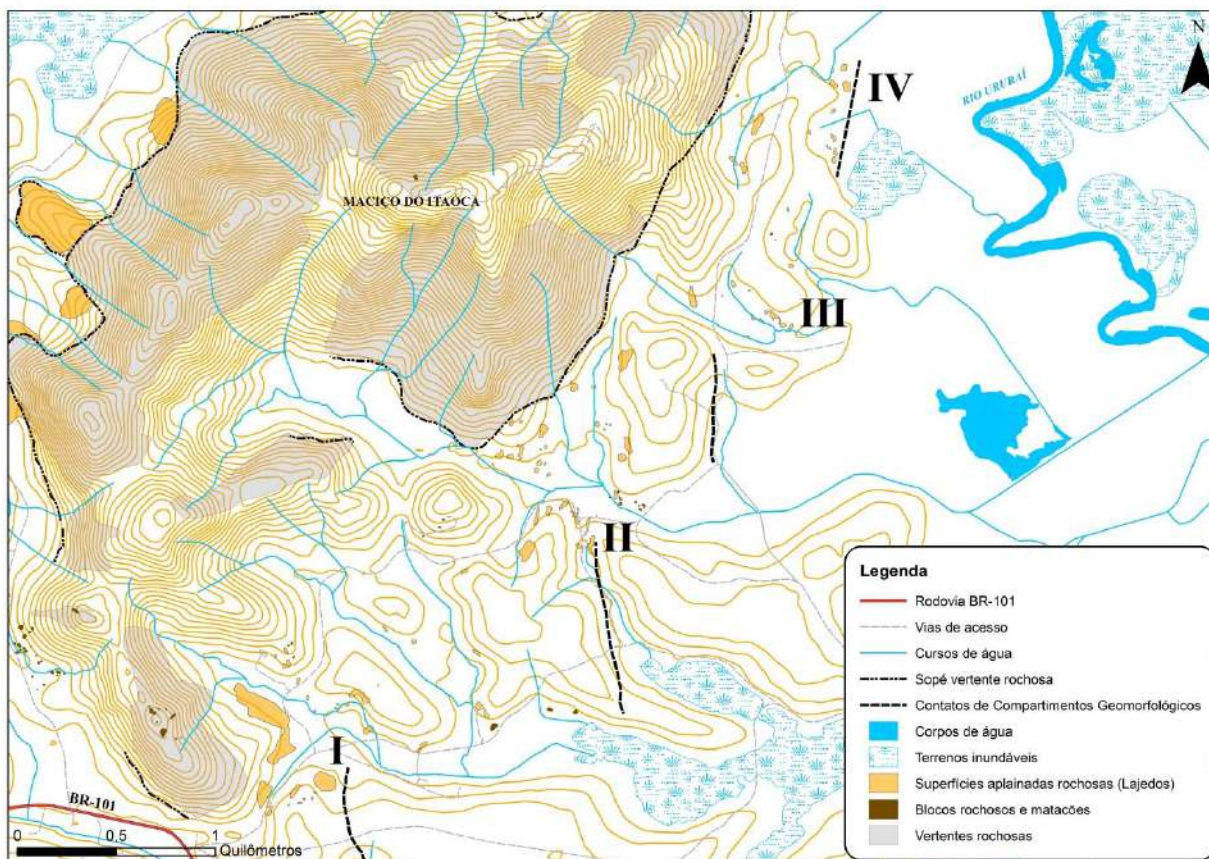 N
IV
RIO URURAÍ
MACIÇO DO ITAÓCA
III
II
I
BR-101
0 0,5 1
Quilômetros
Legenda
Rodovia BR-101
Vias de acesso
Cursos de água
Sopé vertente rochosa
Contatos de Compartimentos Geomorfológicos
Corpos de água
Terrenos inundáveis
Superfícies aplainadas rochosas (Lajedos)
Blocos rochosos e matacões
Vertentes rochosas